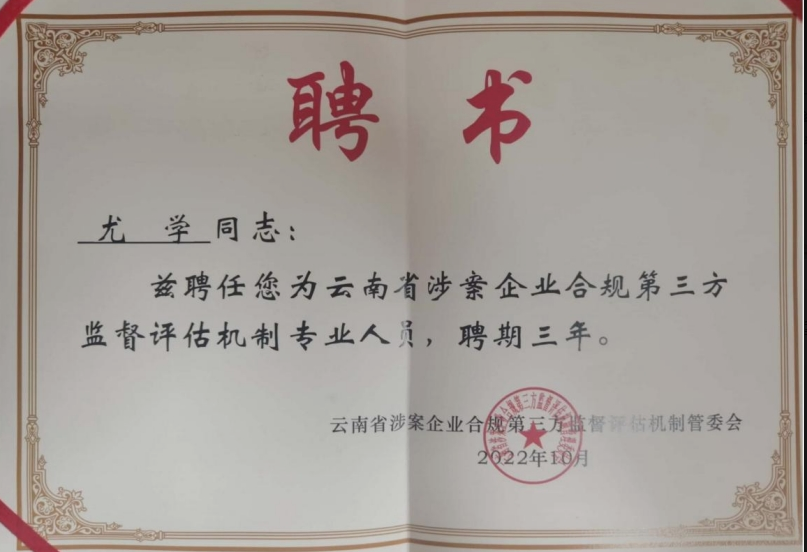 聘 书
尤 学 同志：
兹聘任您为云南省涉案企业合规第三方
监督评估机制专业人员，聘期三年。
云南省涉案企业合规第三方监督评估机制管委会
2022年10月